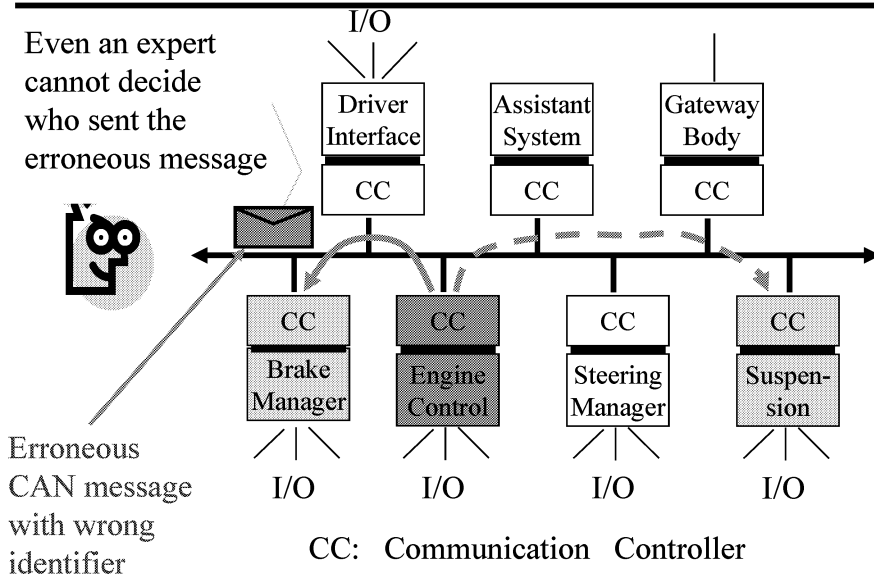 I/O
Even an expert
cannot decide
who sent the
erroneous message
Driver
Interface
Assistant
System
Gateway
Body
CC
CC
CC
CC
CC
CC
CC
Brake
Manager
Engine
Control
Steering
Manager
Suspen-
sion
Erroneous
CAN message
with wrong
identifier
I/O
I/O
I/O
I/O
CC: Communication Controller